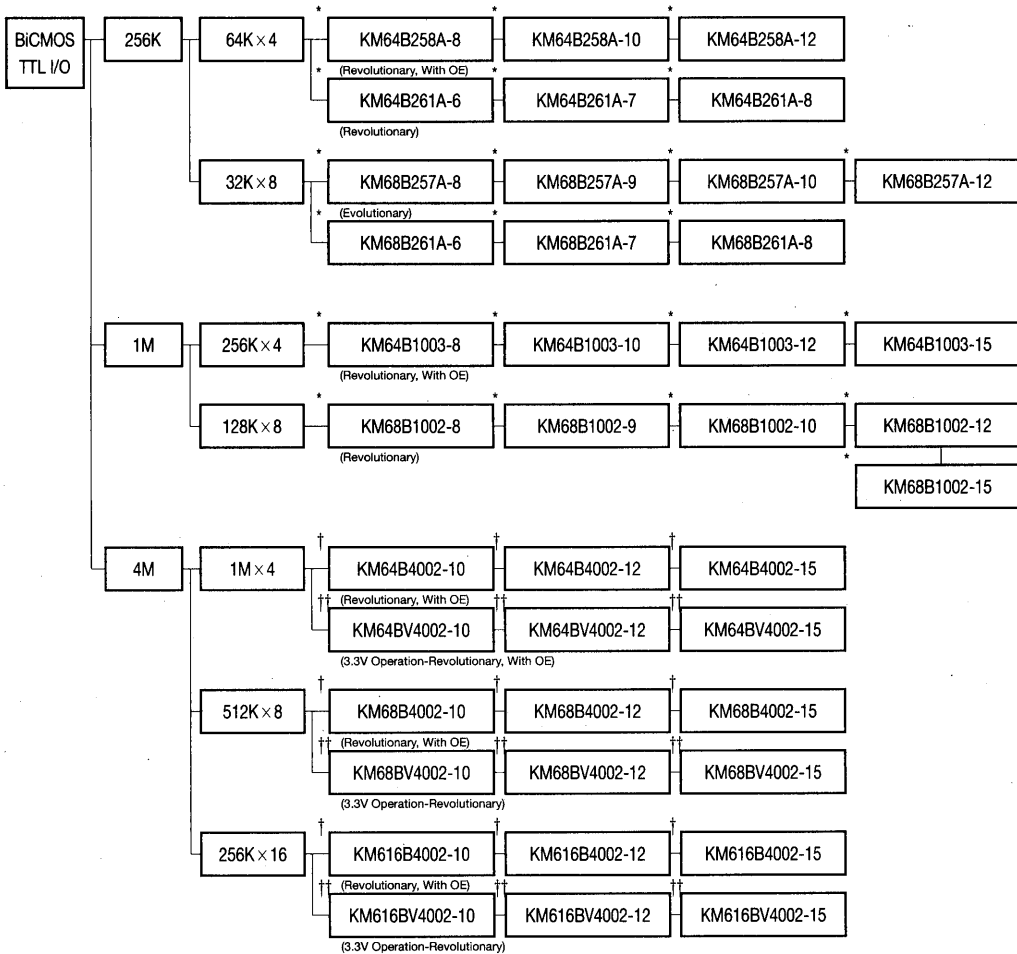 BiCMOS
TTL I/O
256K
64K×4
* KM64B258A-8 * KM64B258A-10 * KM64B258A-12
(Revolutionary, With OE)
* KM64B261A-6 * KM64B261A-7 * KM64B261A-8
(Revolutionary)
32K×8
* KM68B257A-8 * KM68B257A-9 * KM68B257A-10 * KM68B257A-12
(Evolutionary)
* KM68B261A-6 * KM68B261A-7 * KM68B261A-8
1M
256K×4
* KM64B1003-8 * KM64B1003-10 * KM64B1003-12 * KM64B1003-15
(Revolutionary, With OE)
128K×8
* KM68B1002-8 * KM68B1002-9 * KM68B1002-10 * KM68B1002-12
(Revolutionary)
* KM68B1002-15
4M
1M×4
† KM64B4002-10 † KM64B4002-12 † KM64B4002-15
(Revolutionary, With OE)
†† KM64BV4002-10 †† KM64BV4002-12 †† KM64BV4002-15
(3.3V Operation-Revolutionary, With OE)
512K×8
† KM68B4002-10 † KM68B4002-12 † KM68B4002-15
(Revolutionary, With OE)
†† KM68BV4002-10 †† KM68BV4002-12 †† KM68BV4002-15
(3.3V Operation-Revolutionary)
256K×16
† KM616B4002-10 † KM616B4002-12 † KM616B4002-15
(Revolutionary, With OE)
†† KM616BV4002-10 †† KM616BV4002-12 †† KM616BV4002-15
(3.3V Operation-Revolutionary)